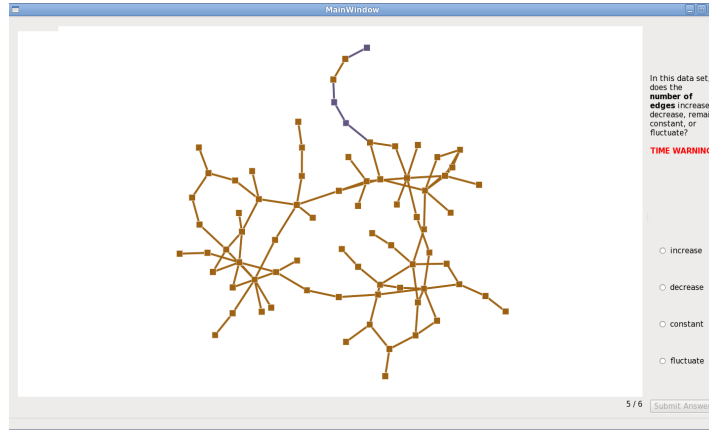 MainWindow
In this data set,
does the
number of
edges increase
decrease, remai
constant, or
fluctuate?
TIME WARNING
increase
decrease
constant
fluctuate
5 / 6
Submit Answer